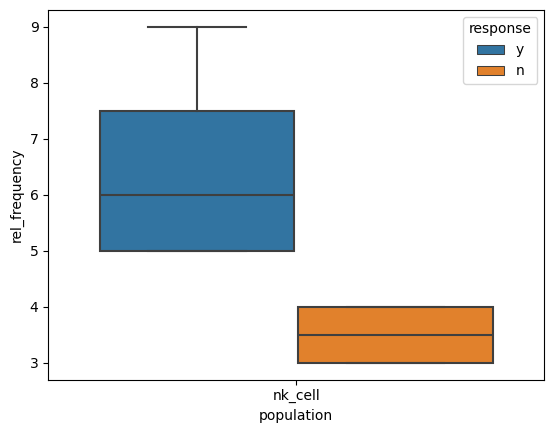 response
y
n
9
8
7
6
5
4
3
rel_frequency
nk_cell
population